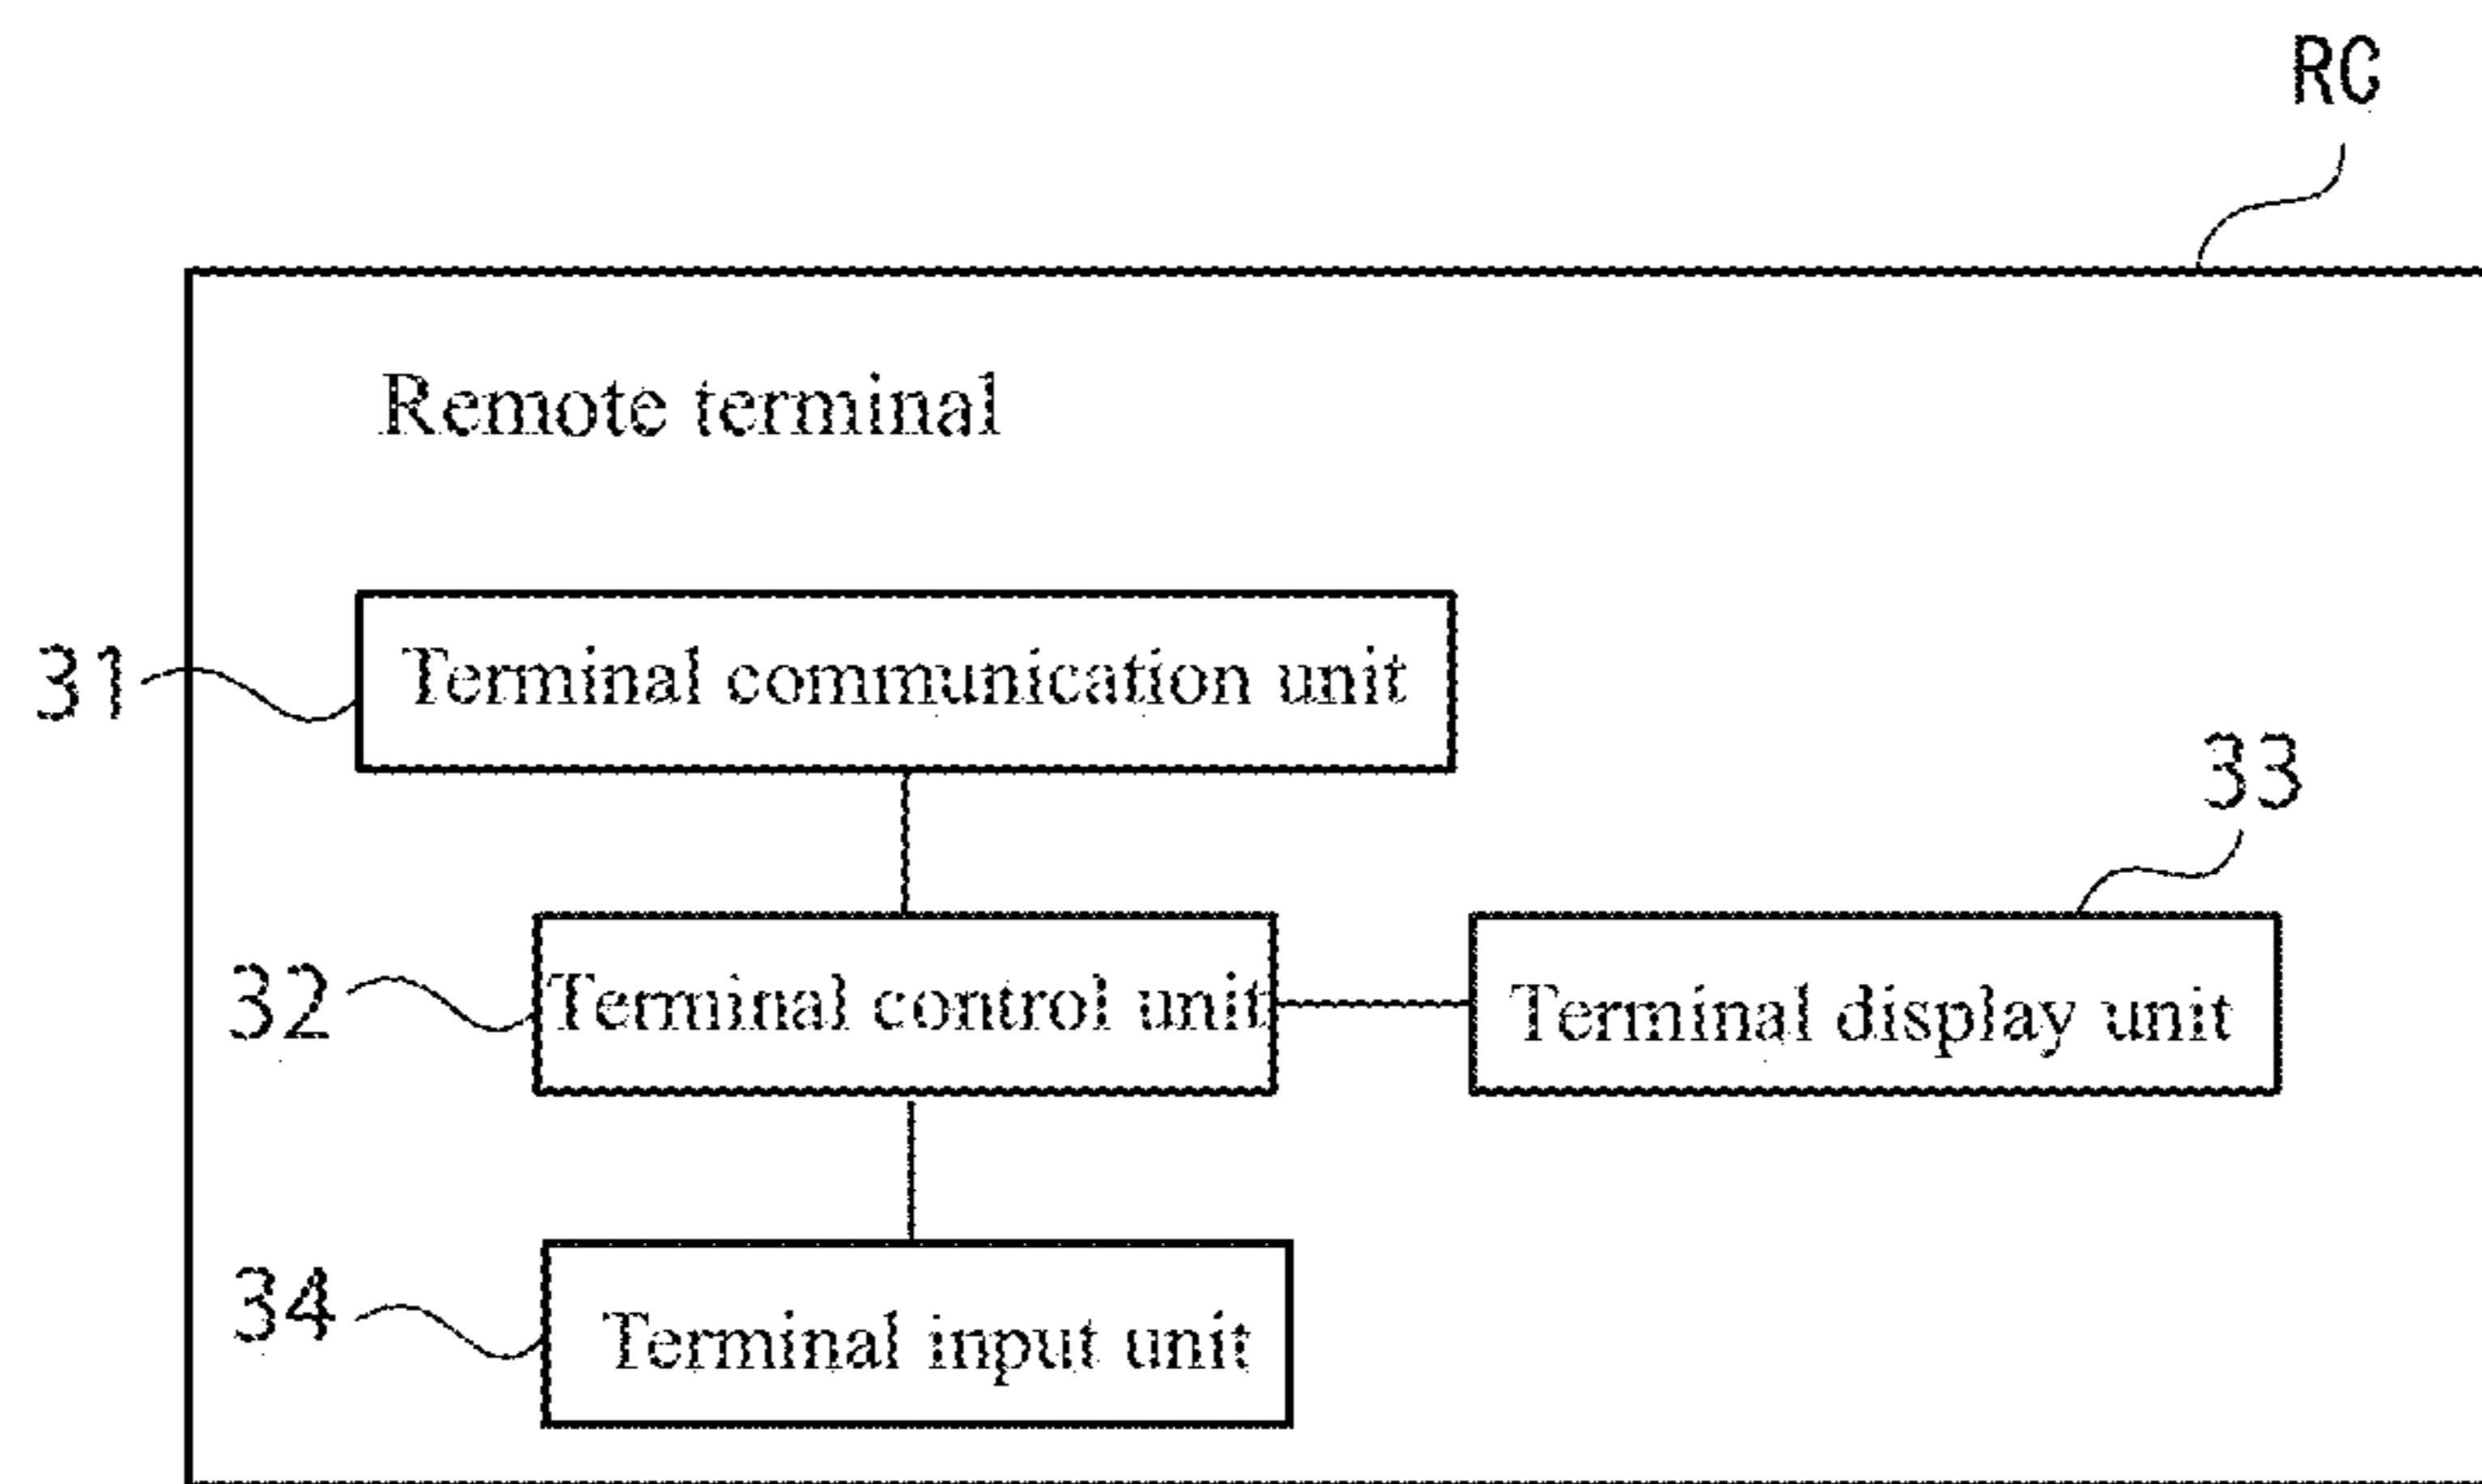 RC
Remote terminal
31 Terminal communication unit
33
32 Terminal control unit Terminal display unit
34 Terminal input unit